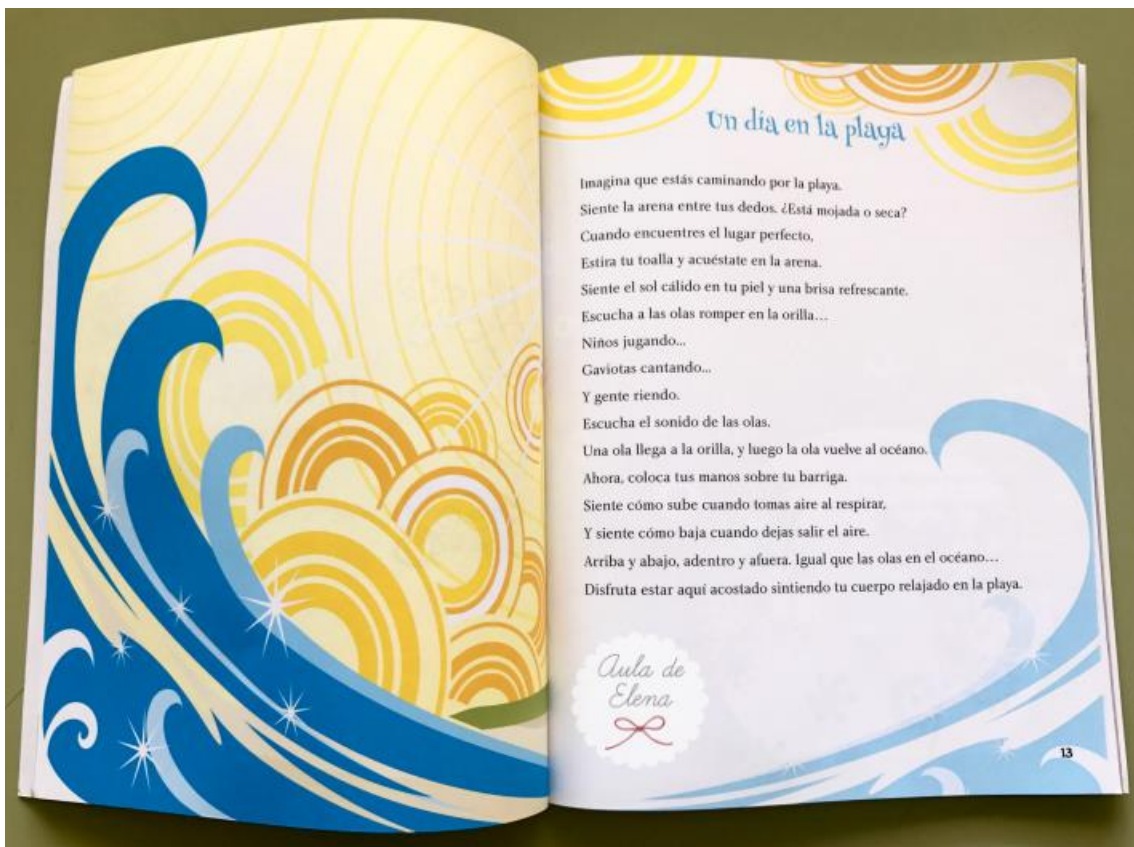 Un día en la playa
Imagina que estás caminando por la playa.
Siente la arena entre tus dedos. ¿Está mojada o seca?
Cuando encuentres el lugar perfecto,
Estira tu toalla y acuéstate en la arena.
Siente el sol cálido en tu piel y una brisa refrescante.
Escucha a las olas romper en la orilla...
Niños jugando...
Gaviotas cantando...
Y gente riendo.
Escucha el sonido de las olas.
Una ola llega a la orilla, y luego la ola vuelve al océano.
Ahora, coloca tus manos sobre tu barriga.
Siente cómo sube cuando tomas aire al respirar,
Y siente cómo baja cuando dejas salir el aire.
Arriba y abajo, adentro y afuera. Igual que las olas en el océano...
Disfruta estar aquí acostado sintiendo tu cuerpo relajado en la playa.
Aula de
Elena
13